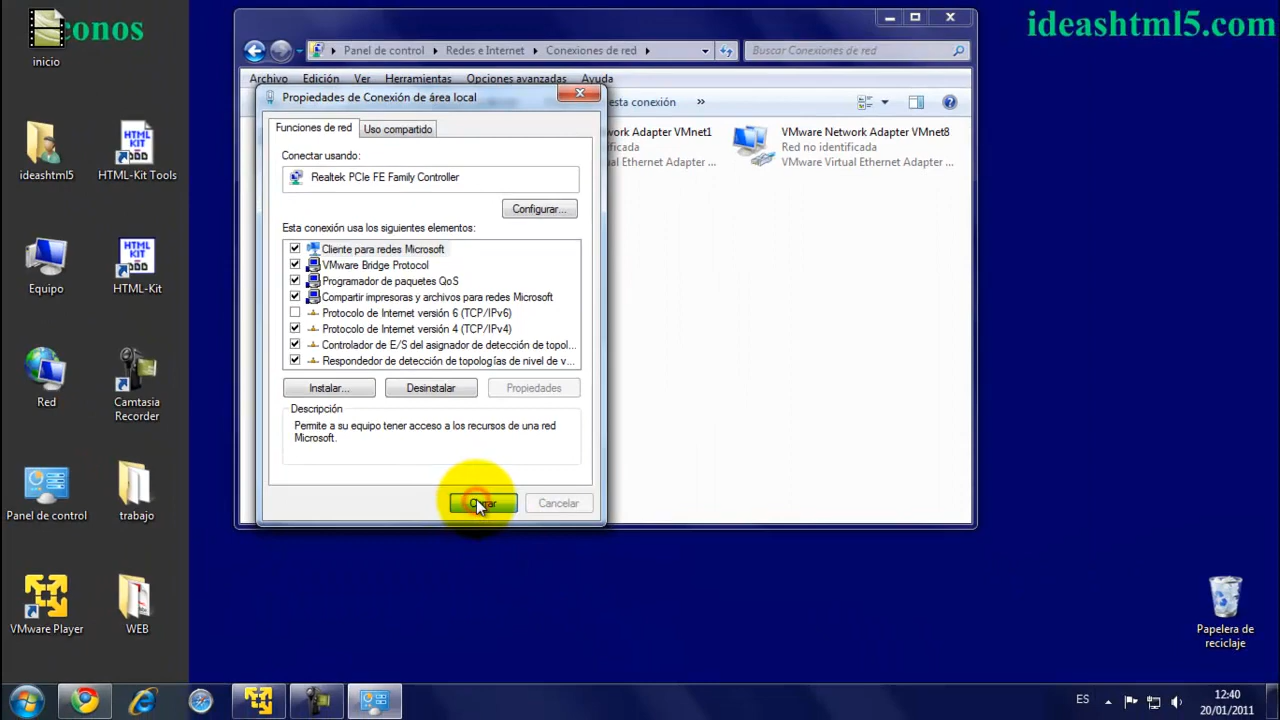 conos
ideashtml5.com
inicio
ideashtml5
HTML-Kit Tools
Equipo
HTML-Kit
Red
Camtasia
Recorder
Panel de control
trabajo
VMware Player
WEB
Panel de control
Redes e Internet
Conexiones de red
Buscar Conexiones de red
Archivo Edición Ver Herramientas Opciones avanzadas Ayuda
esta conexión »
Propiedades de Conexión de área local
Funciones de red
Uso compartido
Conectar usando:
Realtek PCIe FE Family Controller
Configurar...
Esta conexión usa los siguientes elementos:
Cliente para redes Microsoft
VMware Bridge Protocol
Programador de paquetes QoS
Compartir impresoras y archivos para redes Microsoft
Protocolo de Internet versión 6 (TCP/IPv6)
Protocolo de Internet versión 4 (TCP/IPv4)
Controlador de E/S del asignador de detección de topol...
Respondedor de detección de topologías de nivel de v...
Instalar...
Desinstalar
Propiedades
Descripción
Permite a su equipo tener acceso a los recursos de una red
Microsoft.
Cancelar
work Adapter VMnet1
ificada
al Ethernet Adapter ...
VMware Network Adapter VMnet8
Red no identificada
VMware Virtual Ethernet Adapter ...
Papelera de
reciclaje
ES
12:40
20/01/2011